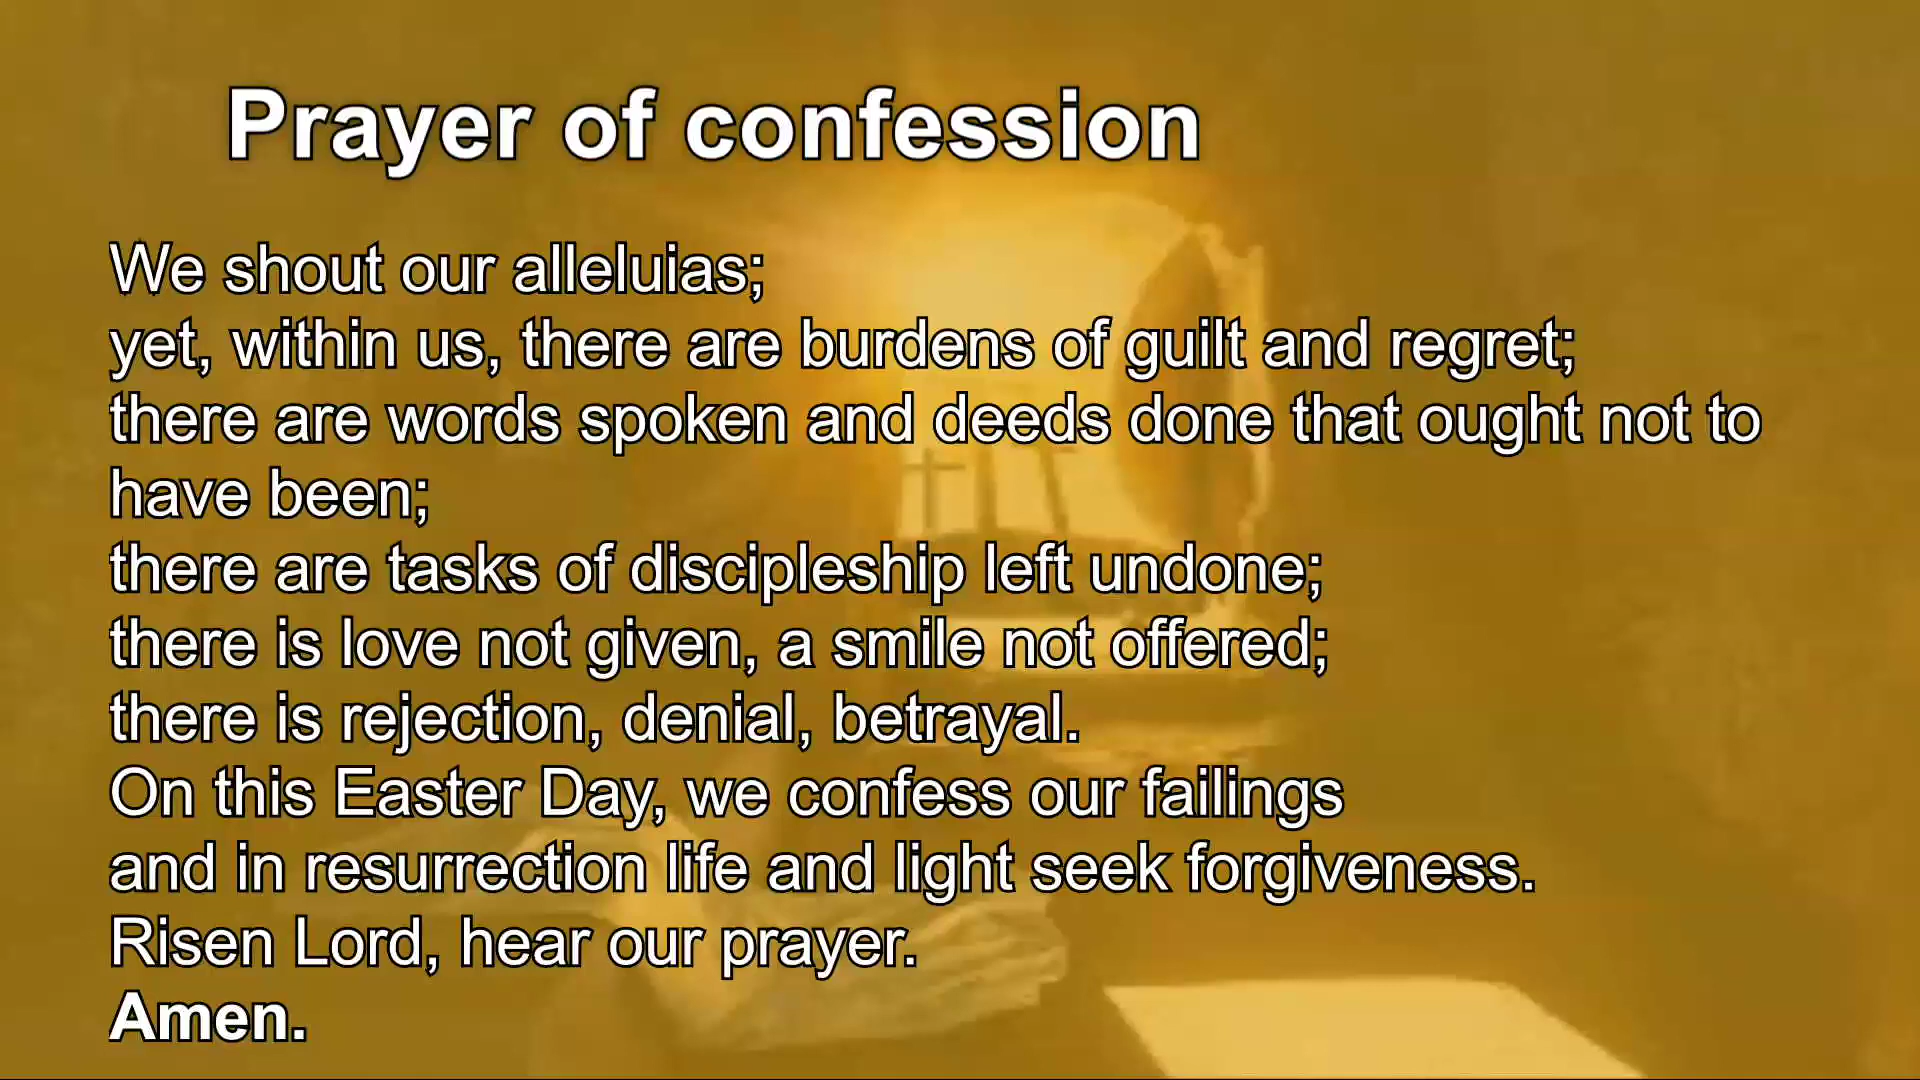 Prayer of confession
We shout our alleluias;
yet, within us, there are burdens of guilt and regret;
there are words spoken and deeds done that ought not to
have been;
there are tasks of discipleship left undone;
there is love not given, a smile not offered;
there is rejection, denial, betrayal.
On this Easter Day, we confess our failings
and in resurrection life and light seek forgiveness.
Risen Lord, hear our prayer.
Amen.